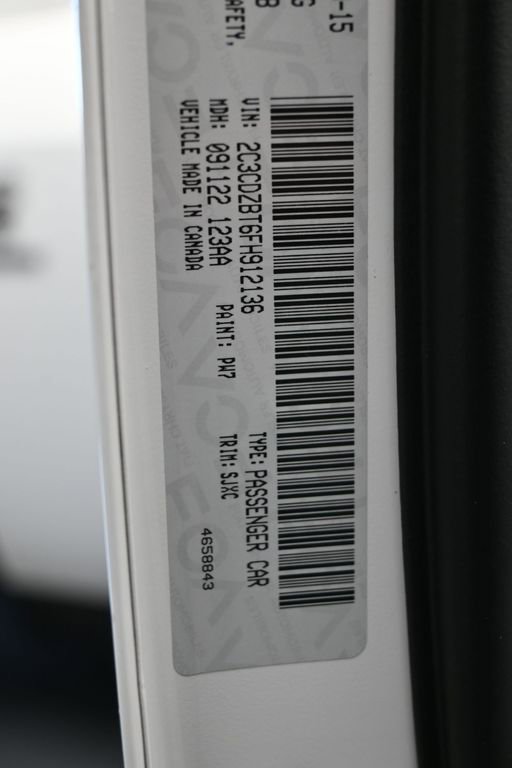 -15
G
B
AFETY,
VIN: 2C3CDZBT6FH912136 TYPE: PASSENGER CAR
MDH: 091122 123AA PAINT: PW7 TRIM: SJXC
VEHICLE MADE IN CANADA 4658843